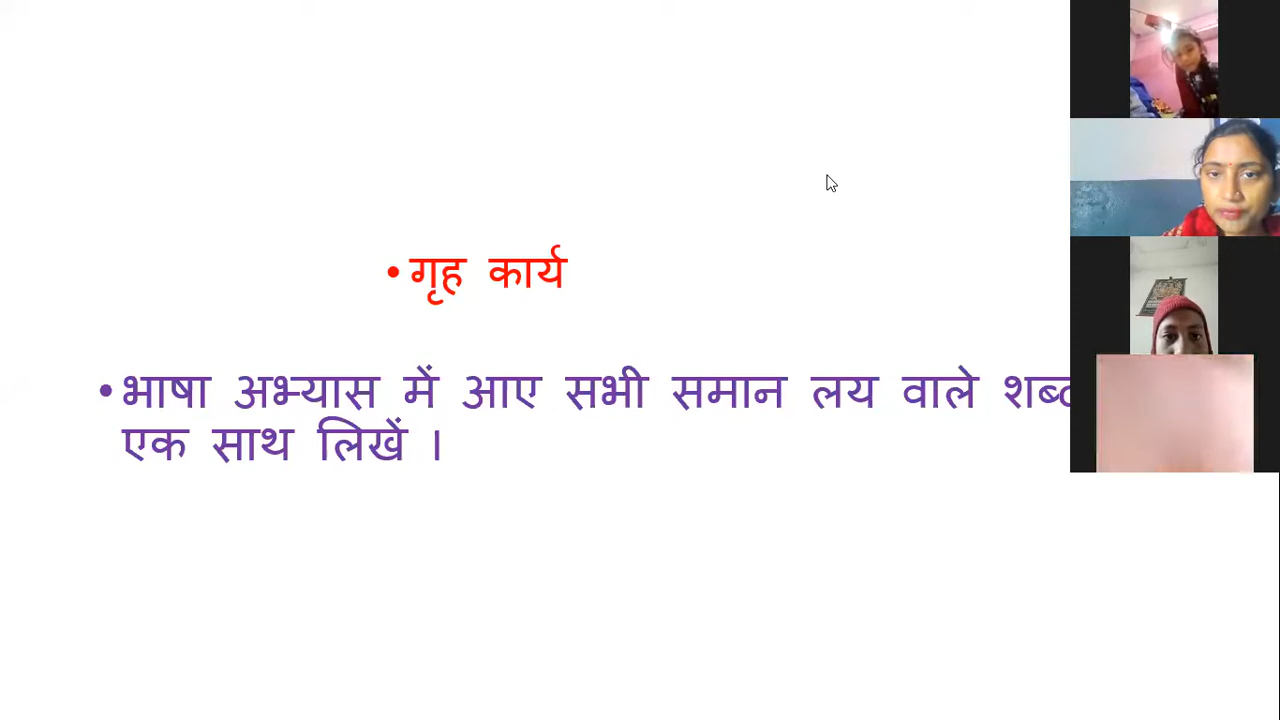 • गृह कार्य
• भाषा अभ्यास में आए सभी समान लय वाले
एक साथ लिखें ।